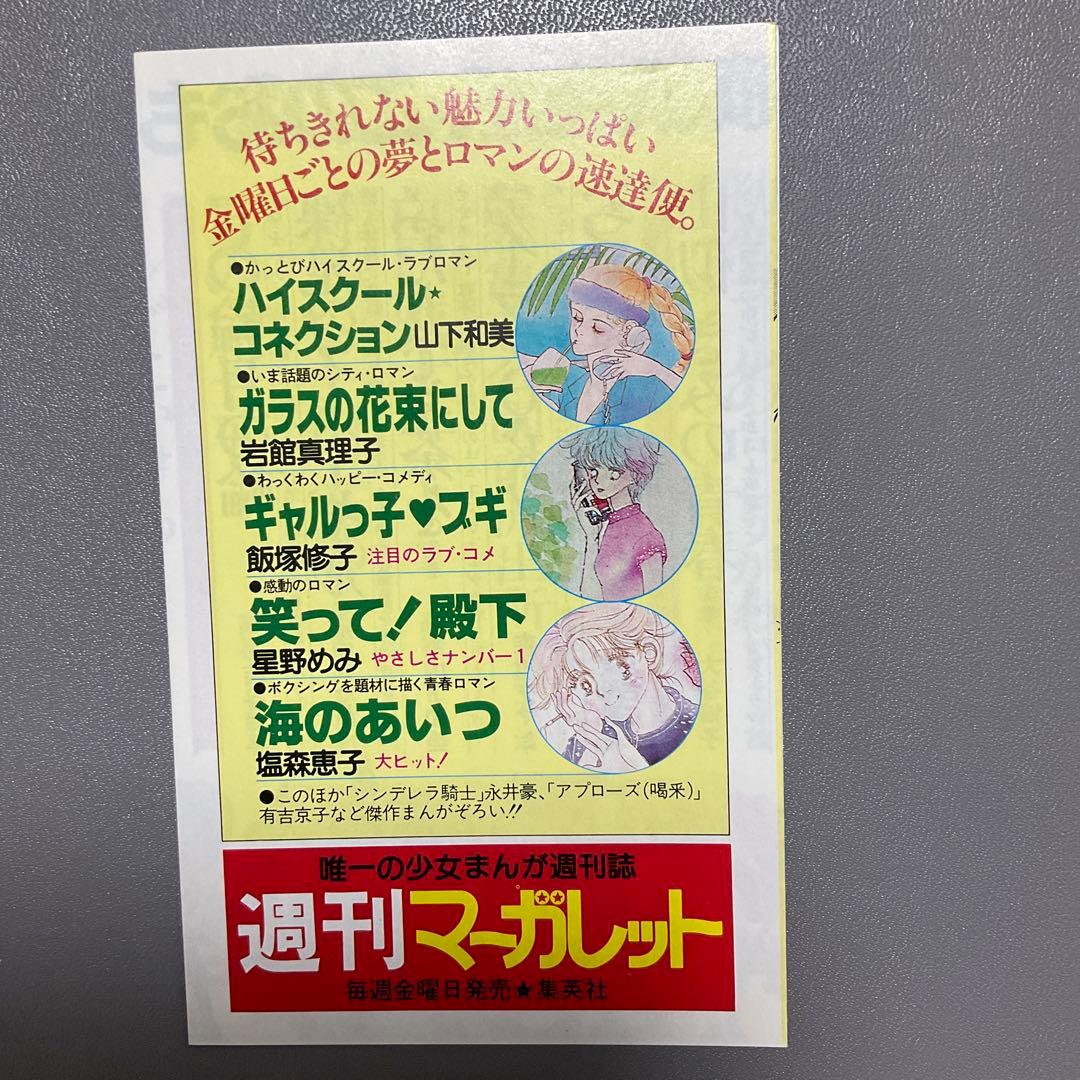 待ちきれない魅力いっぱい
金曜日ごとの夢とロマンの速達便。
●かっとびハイスクール・ラブロマン
ハイスクール★
コネクション 山下和美
●いま話題のシティ・ロマン
ガラスの花束にして
岩館真理子
●わっくわくハッピー・コメディ
ギャルっ子♥ブギ
飯塚修子 注目のラブ・コメ
●感動のロマン
笑って!殿下
星野めみ やさしさナンバー1
●ボクシングを題材に描く青春ロマン
海のあいつ
塩森恵子 大ヒット!
●このほか「シンデレラ騎士」永井豪、「アプローズ(喝采)」
有吉京子など傑作まんがぞろい!!
唯一の少女まんが週刊誌
週刊マーガレット
毎週金曜日発売★集英社